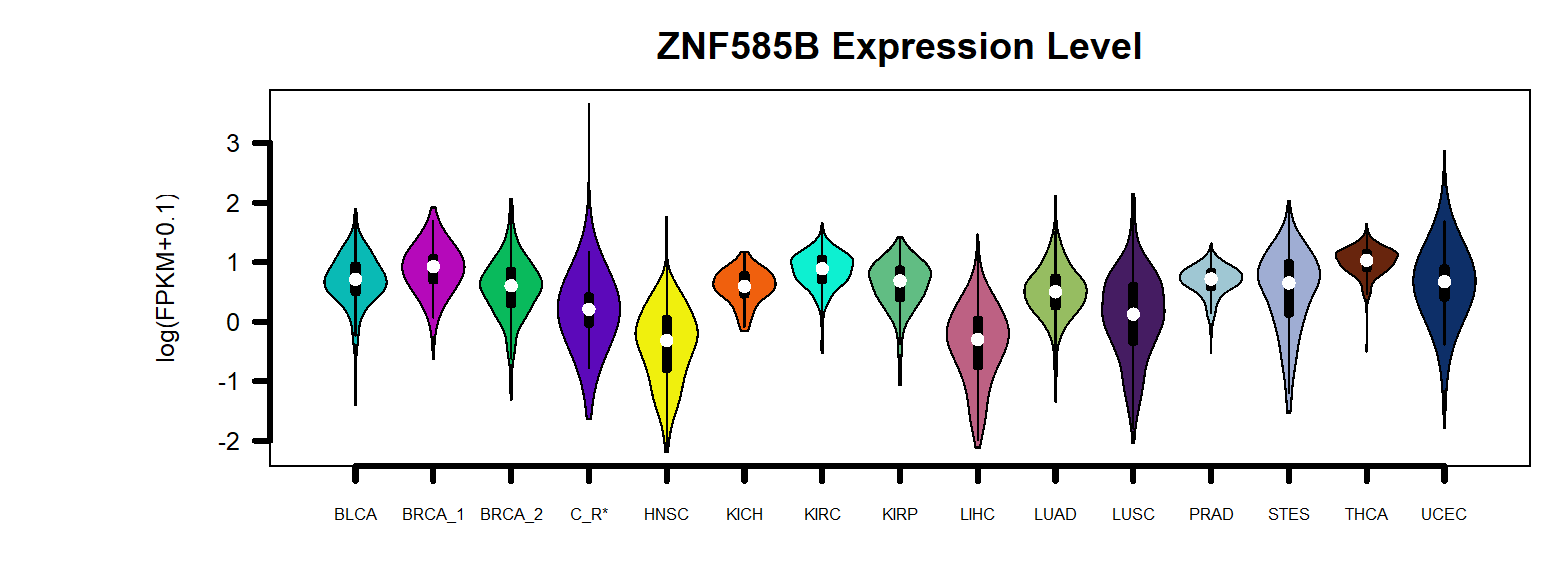 ZNF585B Expression Level
log(FPKM+0.1)
3
2
1
0
-1
-2
BLCA BRCA_1 BRCA_2 C_R* HNSC KICH KIRC KIRP LIHC LUAD LUSC PRAD STES THCA UCEC